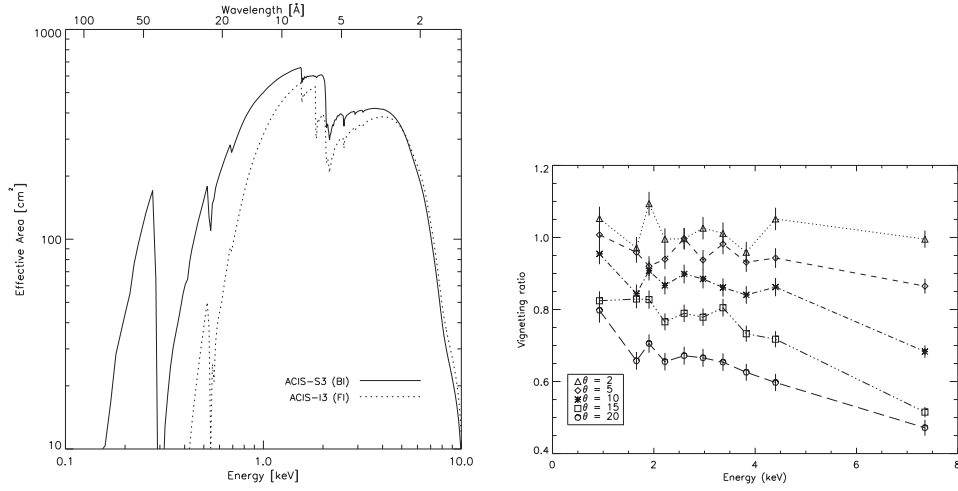 Wavelength [Å]
100 50 20 10 5 2
1000
100
10
Effective Area [cm²]
ACIS-S3 (BI)
ACIS-I3 (FI)
0.1 1.0 10.0
Energy [keV]
1.2
1.0
0.8
0.6
0.4
Vignetting ratio
θ = 2
θ = 5
θ = 10
θ = 15
θ = 20
0 2 4 6 8
Energy (keV)